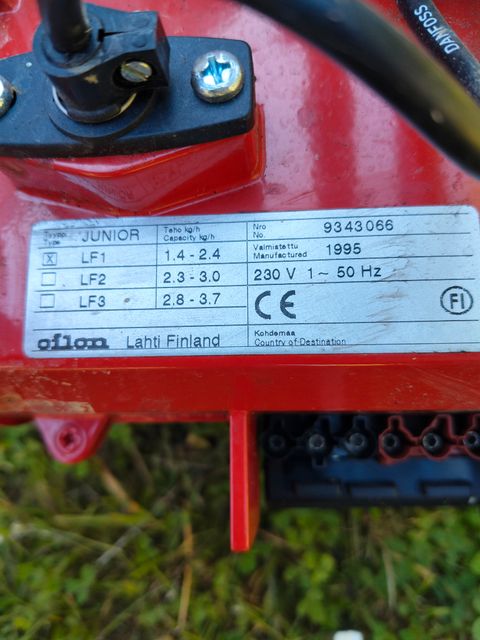 DANFOSS
Tyyppi Type JUNIOR
Teho kg/h Capacity kg/h
Nro No. 9343066
Valmistettu Manufactured 1995
X LF1 1.4 - 2.4
LF2 2.3 - 3.0 230 V 1 ~ 50 Hz
LF3 2.8 - 3.7 CE FI
oilon Lahti Finland
Kohdemaa
Country of Destination